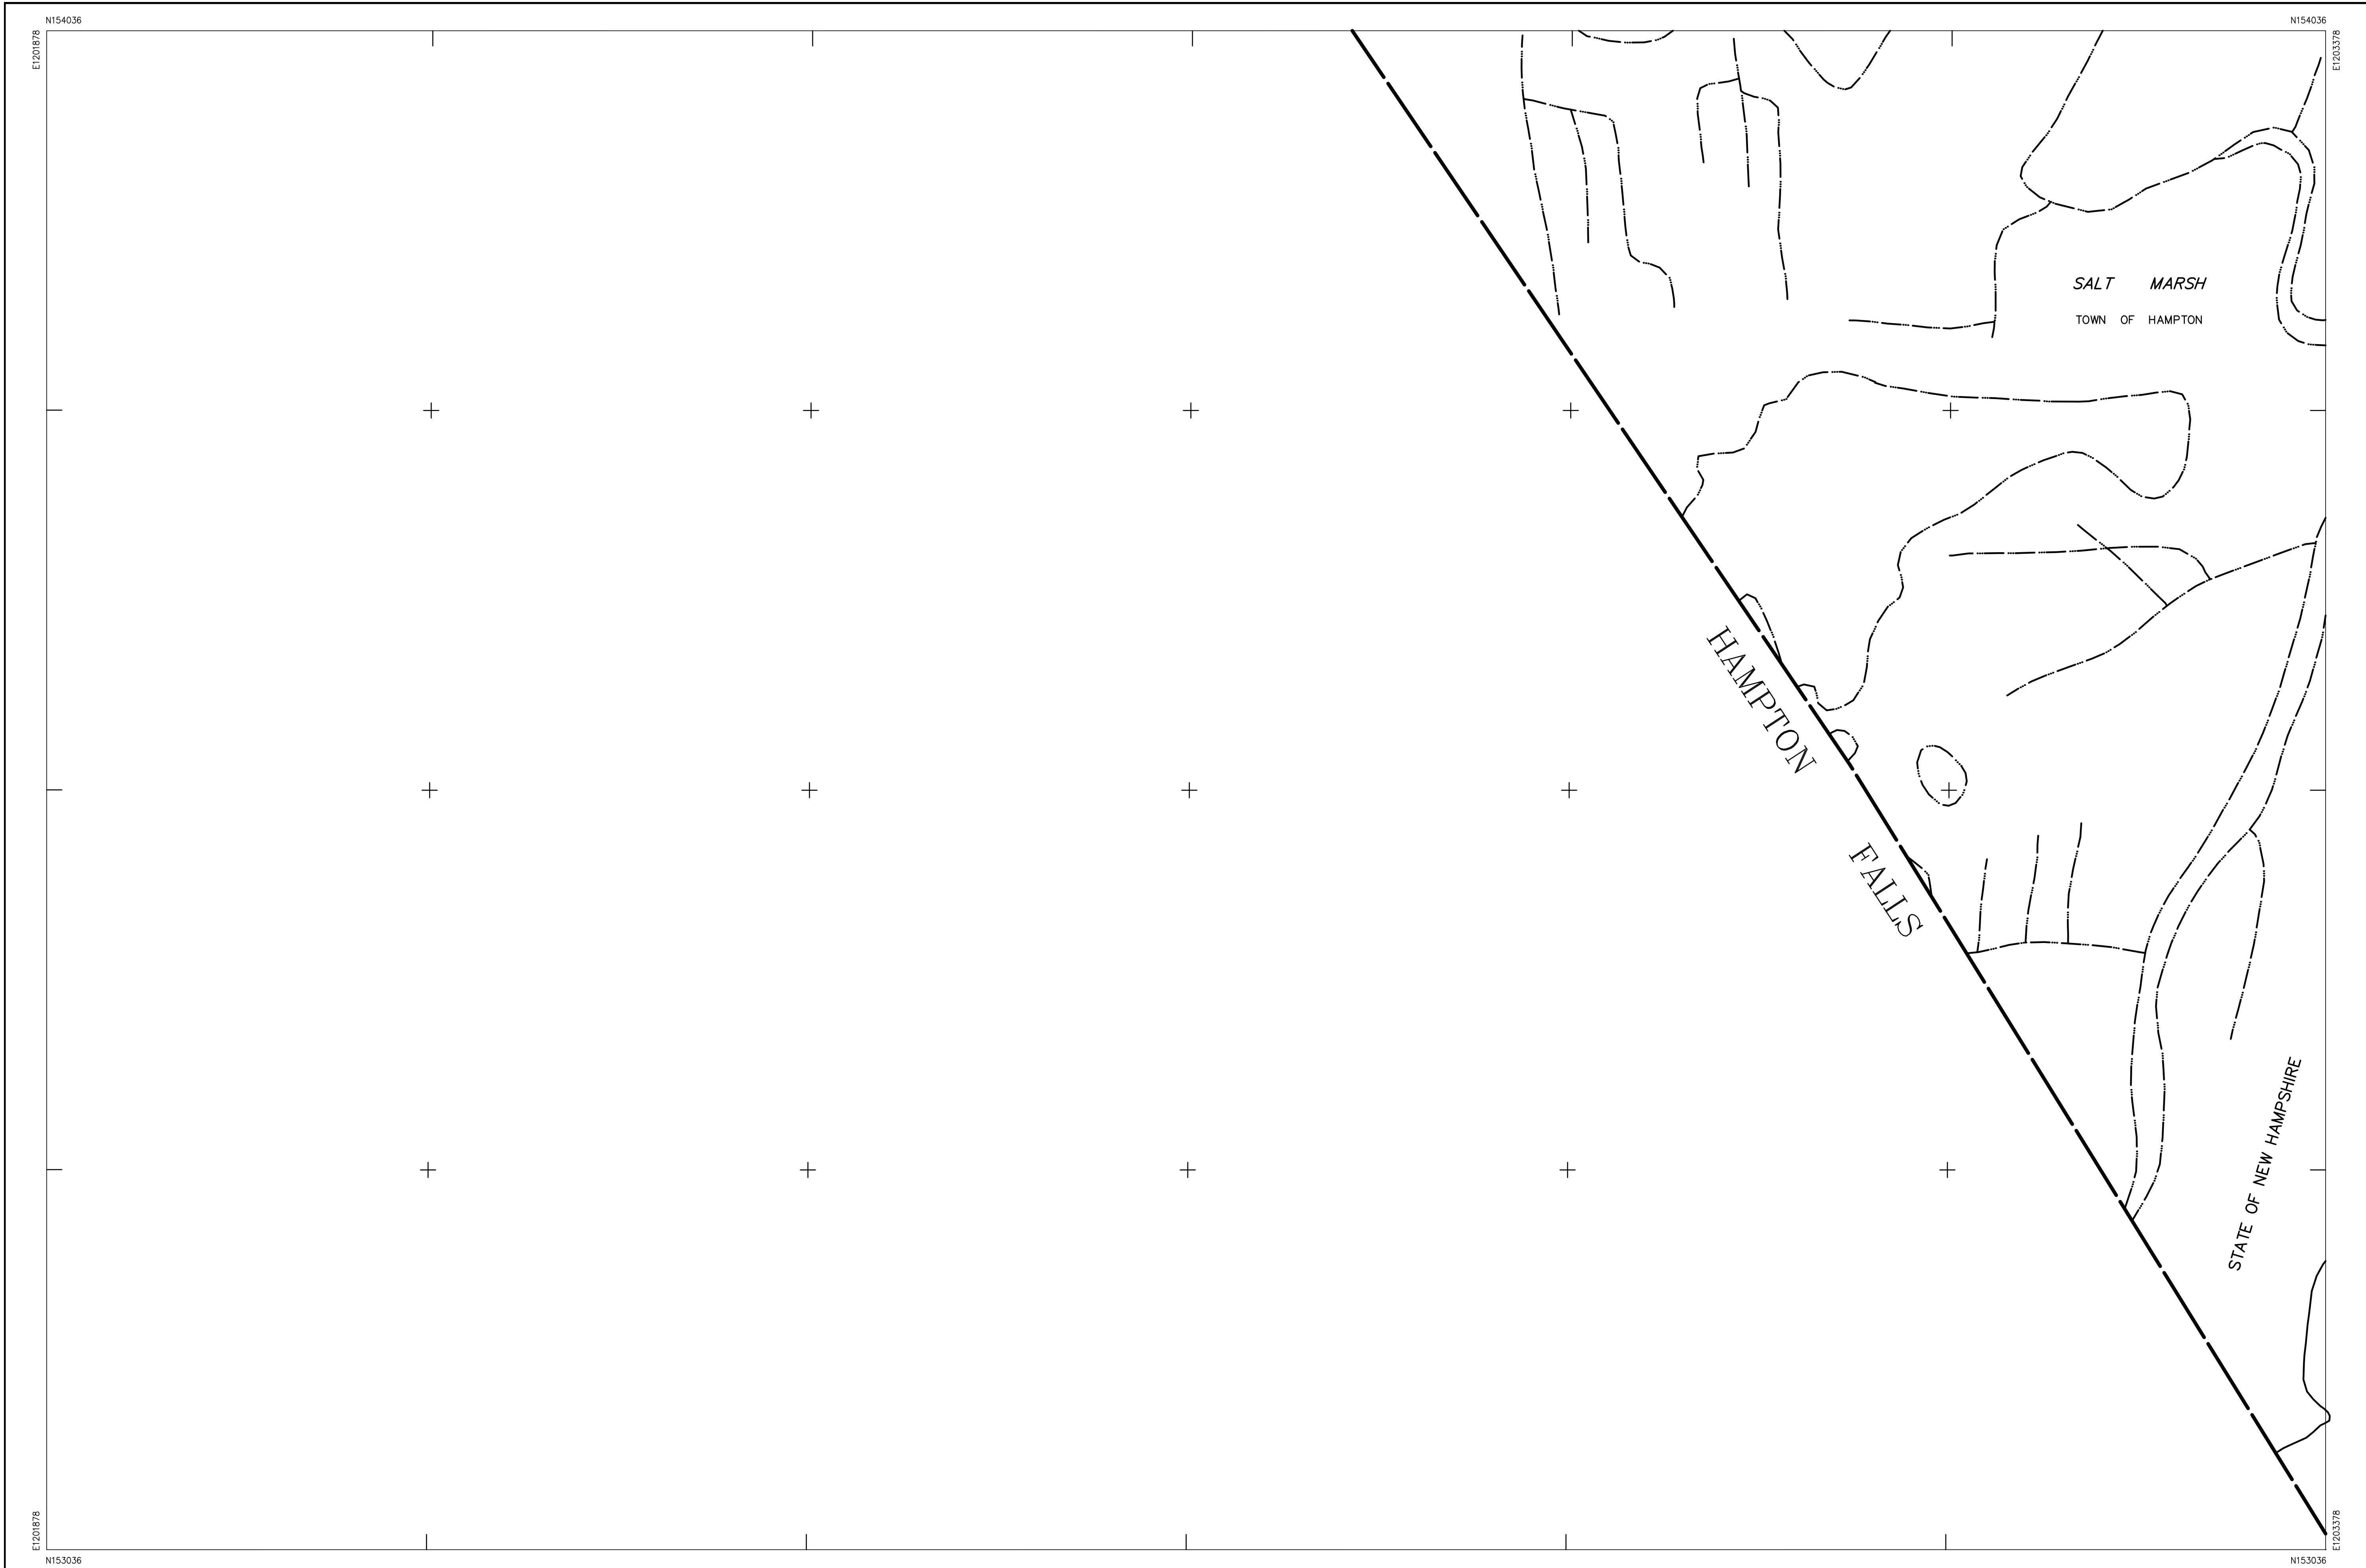 N154036
N154036
E1201878
E1203378
SALT MARSH
TOWN OF HAMPTON
HAMPTON
FALLS
STATE OF NEW HAMPSHIRE
E1201878
E1203378
N153036
N153036